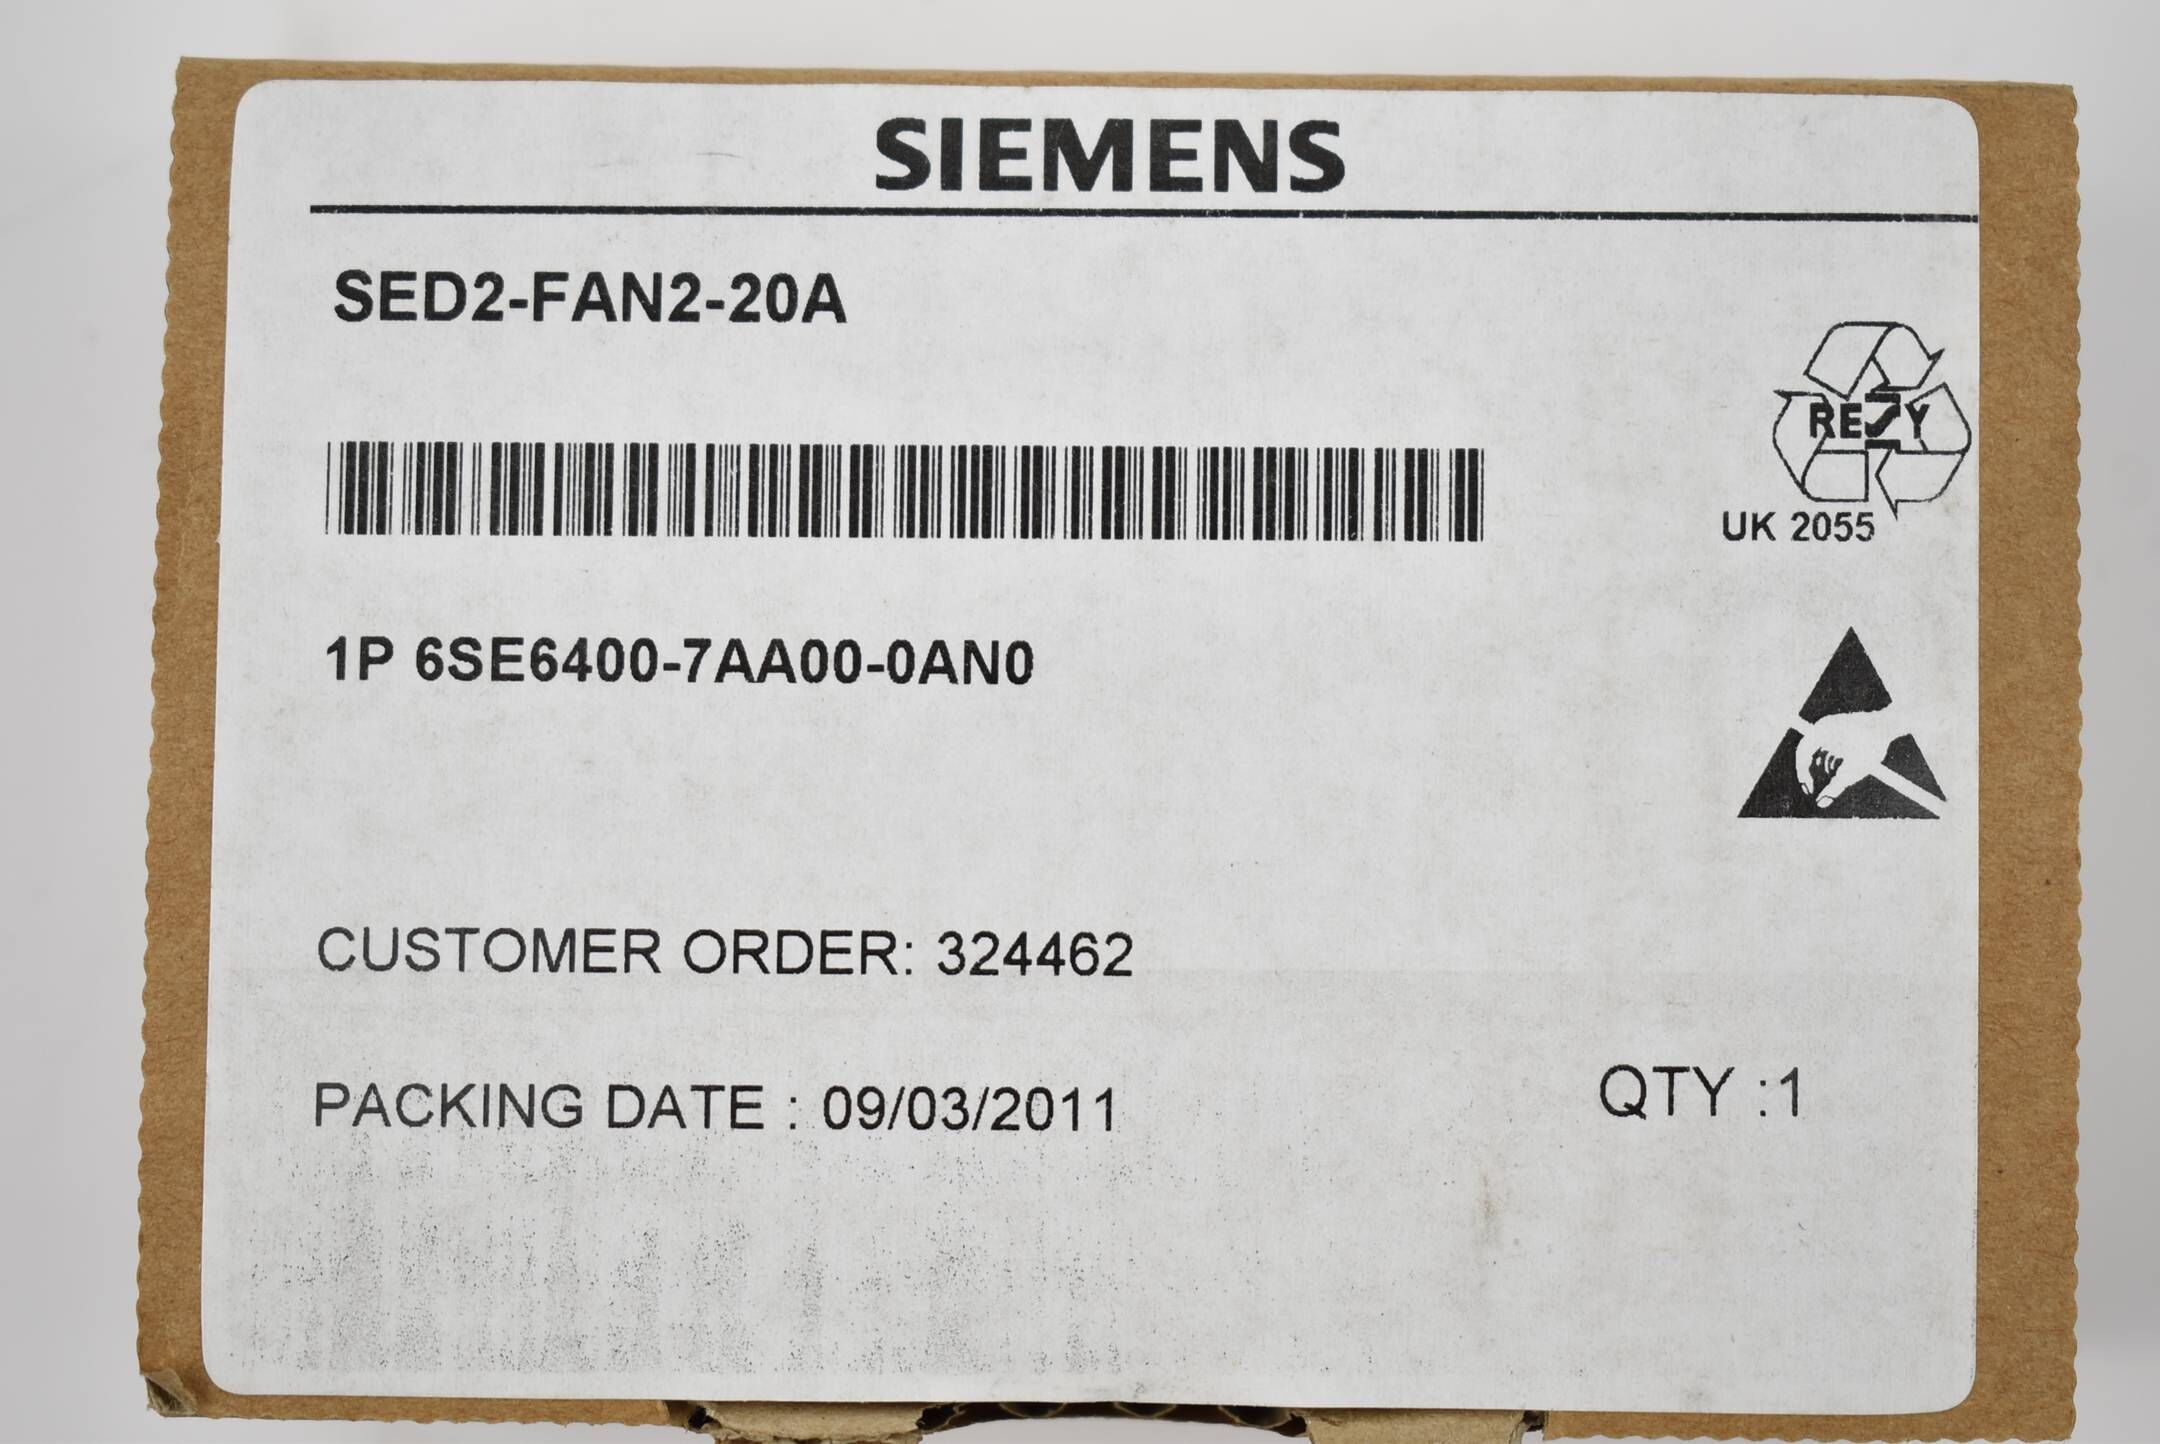 SIEMENS
SED2-FAN2-20A
RESY
UK 2055
1P 6SE6400-7AA00-0AN0
CUSTOMER ORDER: 324462
PACKING DATE : 09/03/2011
QTY :1